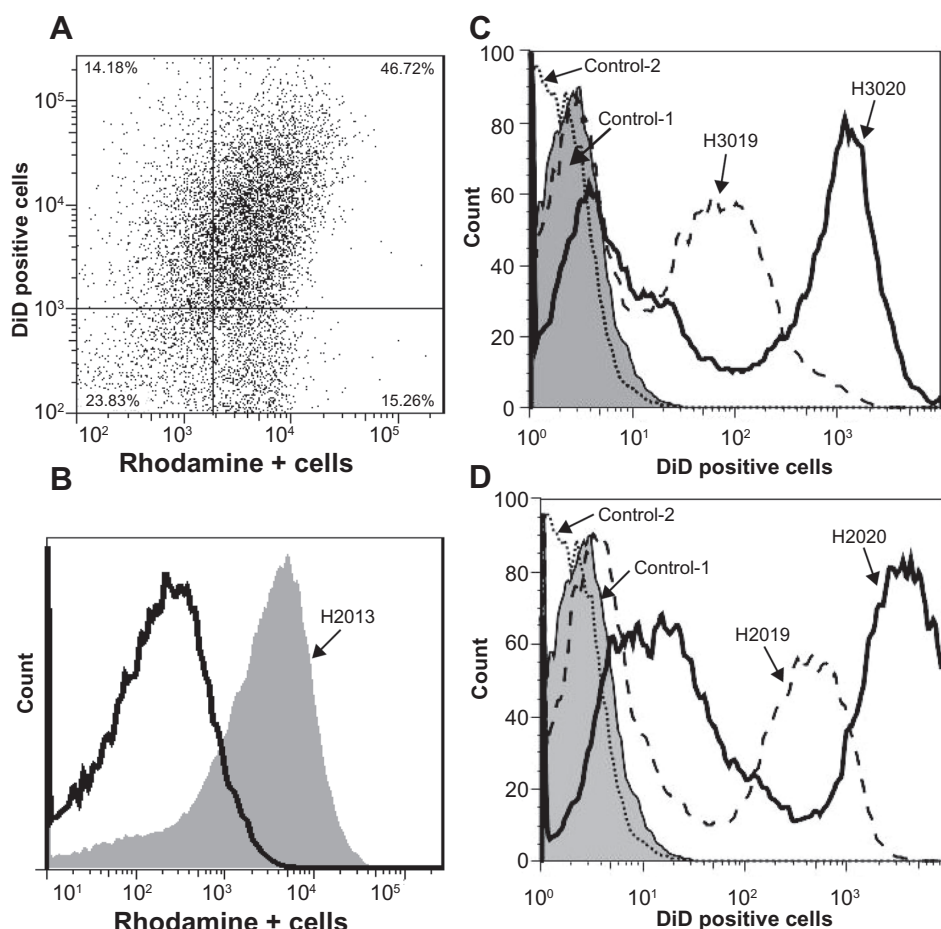 A
14.18%
46.72%
10⁵
10⁴
10³
10²
23.83%
15.26%
10² 10³ 10⁴ 10⁵
DiD positive cells
Rhodamine + cells
B
H2013
Count
10¹ 10² 10³ 10⁴ 10⁵
Rhodamine + cells
C
100
80
60
40
20
0
Control-2
Control-1
H3019
H3020
Count
10⁰ 10¹ 10² 10³
DiD positive cells
D
100
80
60
40
20
0
Control-2
Control-1
H2020
H2019
Count
10⁰ 10¹ 10² 10³
DiD positive cells